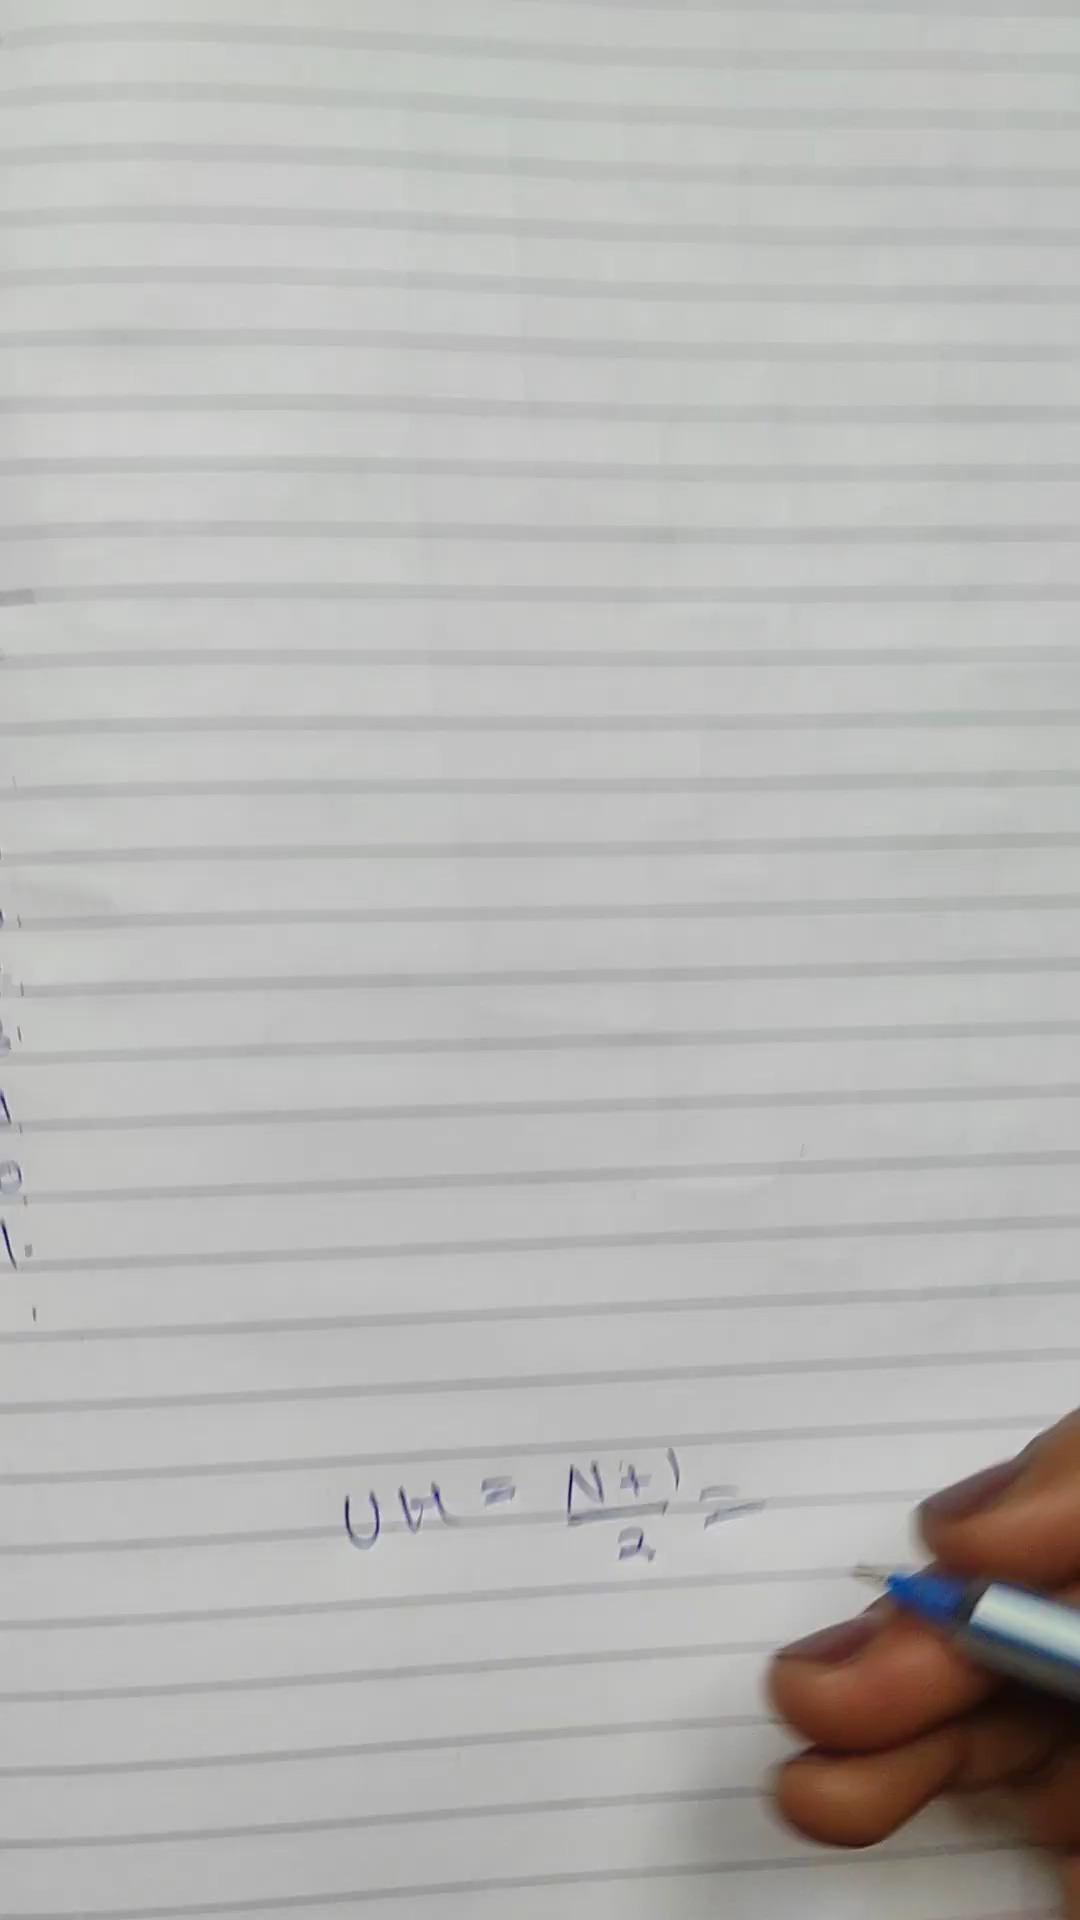 UH = N+1/2 =